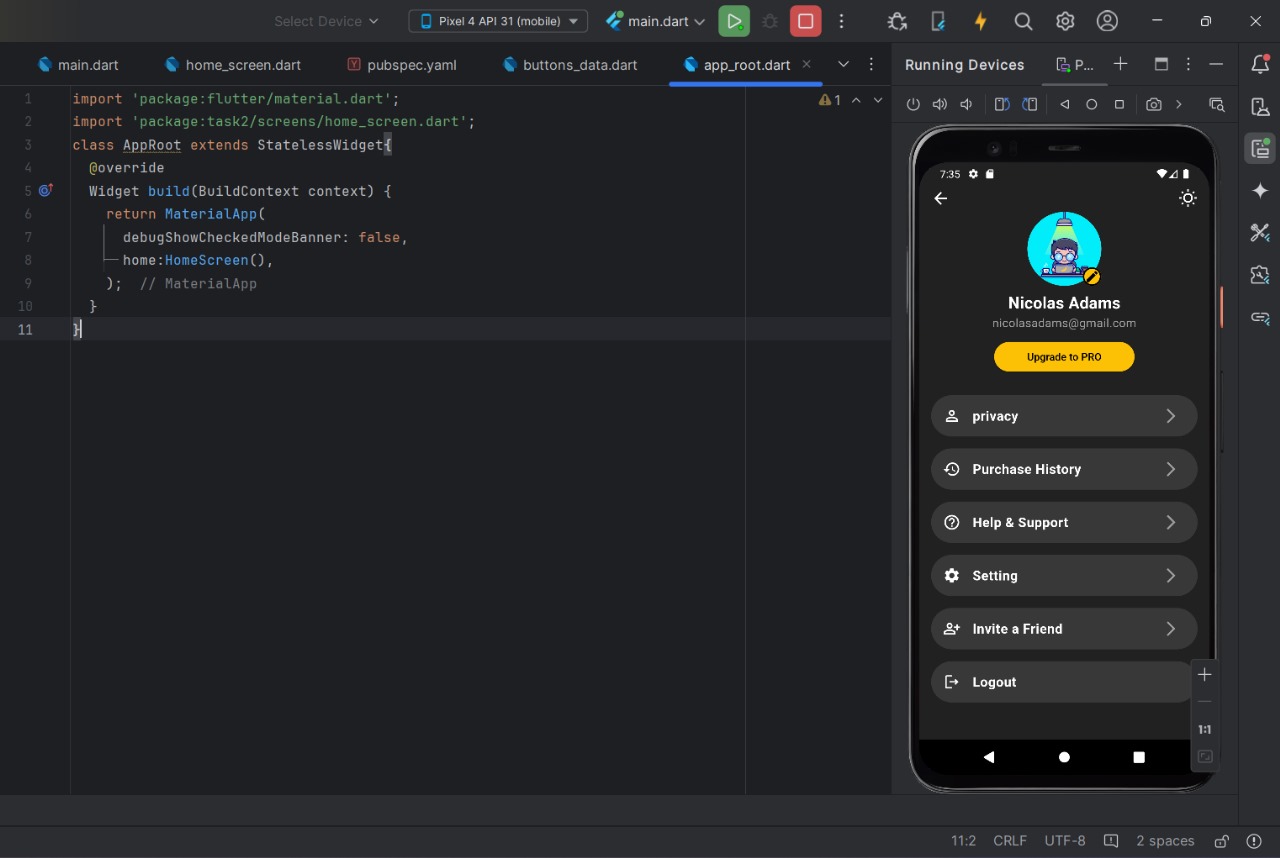 Select Device
Pixel 4 API 31 (mobile)
main.dart
main.dart
home_screen.dart
pubspec.yaml
buttons_data.dart
app_root.dart
Running Devices
P...
1 import 'package:flutter/material.dart';
1
2 import 'package:task2/screens/home_screen.dart';
3 class AppRoot extends StatelessWidget{
4 @override
5 Widget build(BuildContext context) {
6 return MaterialApp(
7 debugShowCheckedModeBanner: false,
8 home:HomeScreen(),
9 ); // MaterialApp
10 }
11 }
7:35
Nicolas Adams
nicolasadams@gmail.com
Upgrade to PRO
privacy
Purchase History
Help & Support
Setting
Invite a Friend
Logout
1:1
11:2 CRLF UTF-8 2 spaces